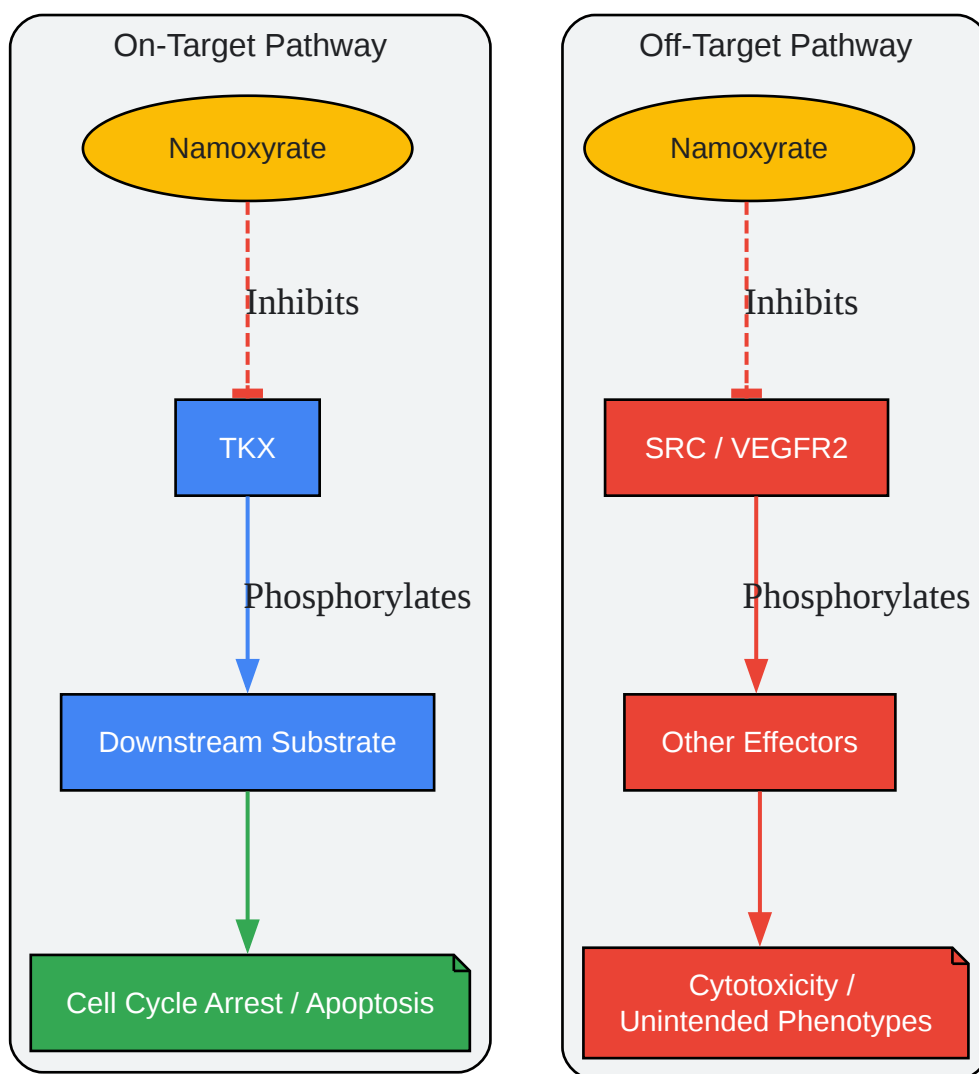 On-Target Pathway
Namoxyrate
Inhibits
TKX
Phosphorylates
Downstream Substrate
Cell Cycle Arrest / Apoptosis
Off-Target Pathway
Namoxyrate
Inhibits
SRC / VEGFR2
Phosphorylates
Other Effectors
Cytotoxicity /
Unintended Phenotypes